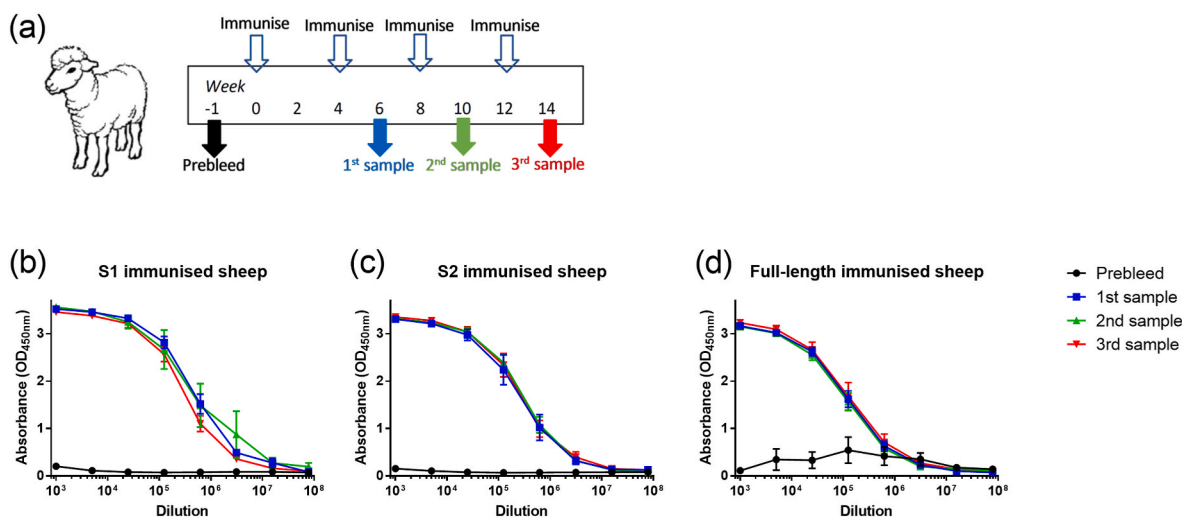 (a)
Immunise Immunise Immunise Immunise
Week
-1 0 2 4 6 8 10 12 14
Prebleed 1st sample 2nd sample 3rd sample
(b)
S1 immunised sheep
Absorbance (OD450nm)
3
2
1
0
10³ 10⁴ 10⁵ 10⁶ 10⁷ 10⁸
Dilution
(c)
S2 immunised sheep
Absorbance (OD450nm)
3
2
1
0
10³ 10⁴ 10⁵ 10⁶ 10⁷ 10⁸
Dilution
(d)
Full-length immunised sheep
Absorbance (OD450nm)
3
2
1
0
10³ 10⁴ 10⁵ 10⁶ 10⁷ 10⁸
Dilution
Prebleed
1st sample
2nd sample
3rd sample